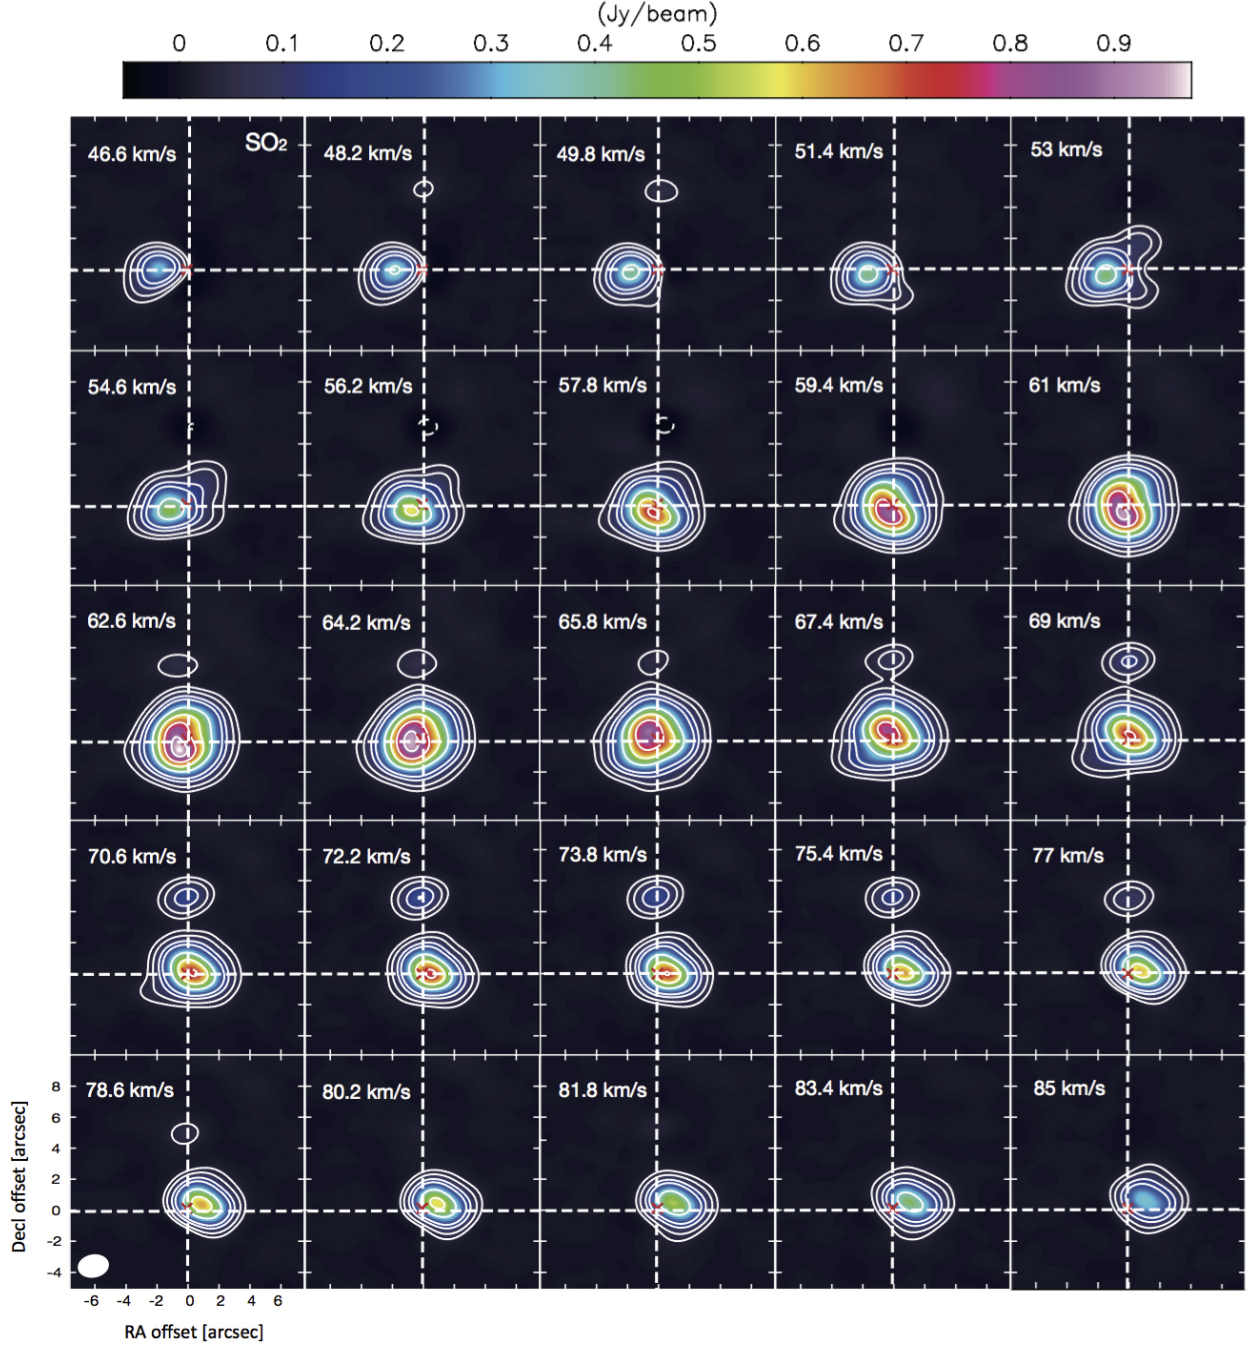 (Jy/beam)
0 0.1 0.2 0.3 0.4 0.5 0.6 0.7 0.8 0.9
46.6 km/s SO2 48.2 km/s 49.8 km/s 51.4 km/s 53 km/s
54.6 km/s 56.2 km/s 57.8 km/s 59.4 km/s 61 km/s
62.6 km/s 64.2 km/s 65.8 km/s 67.4 km/s 69 km/s
70.6 km/s 72.2 km/s 73.8 km/s 75.4 km/s 77 km/s
78.6 km/s 80.2 km/s 81.8 km/s 83.4 km/s 85 km/s
8
6
4
2
0
-2
-4
Decl offset [arcsec]
-6 -4 -2 0 2 4 6
RA offset [arcsec]